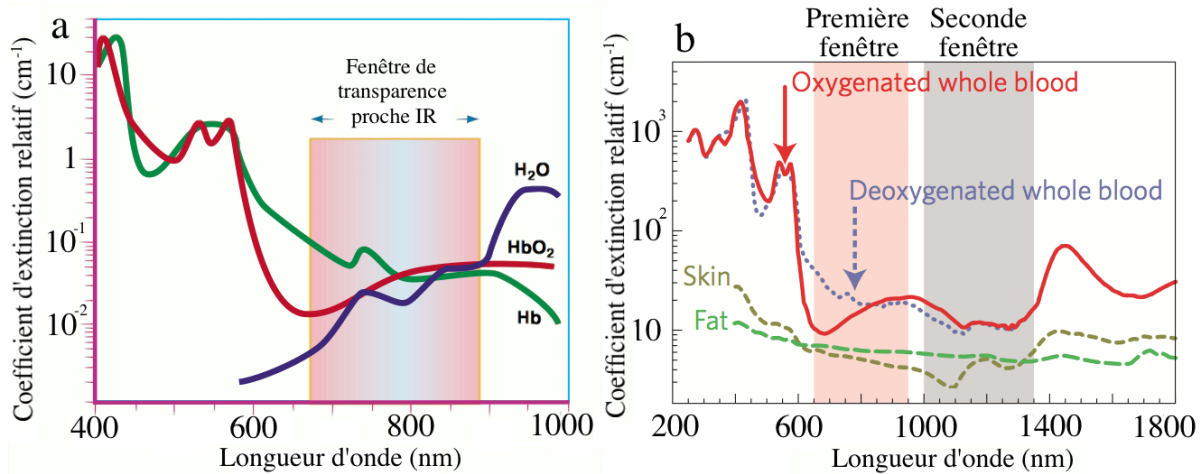 a
Coefficient d'extinction relatif (cm⁻¹)
10
1
10⁻¹
10⁻²
Fenêtre de
transparence
proche IR
H₂O
HbO₂
Hb
400
600
800
1000
Longueur d'onde (nm)
b
Première
fenêtre
Seconde
fenêtre
Coefficient d'extinction relatif (cm⁻¹)
10³
10²
10
Oxygenated whole blood
Deoxygenated whole blood
Skin
Fat
200
600
1000
1400
1800
Longueur d'onde (nm)